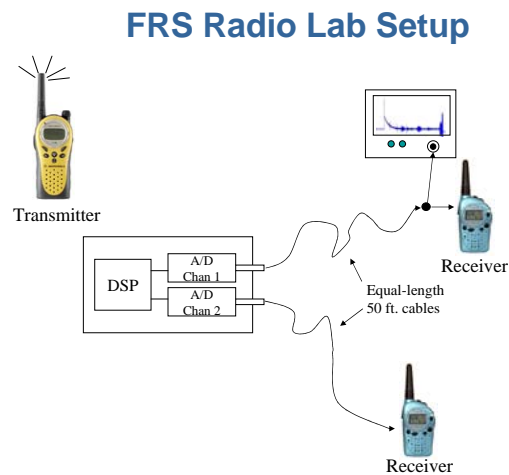 FRS Radio Lab Setup
Transmitter
Receiver
A/D
Chan 1
DSP
A/D
Chan 2
Equal-length
50 ft. cables
Receiver